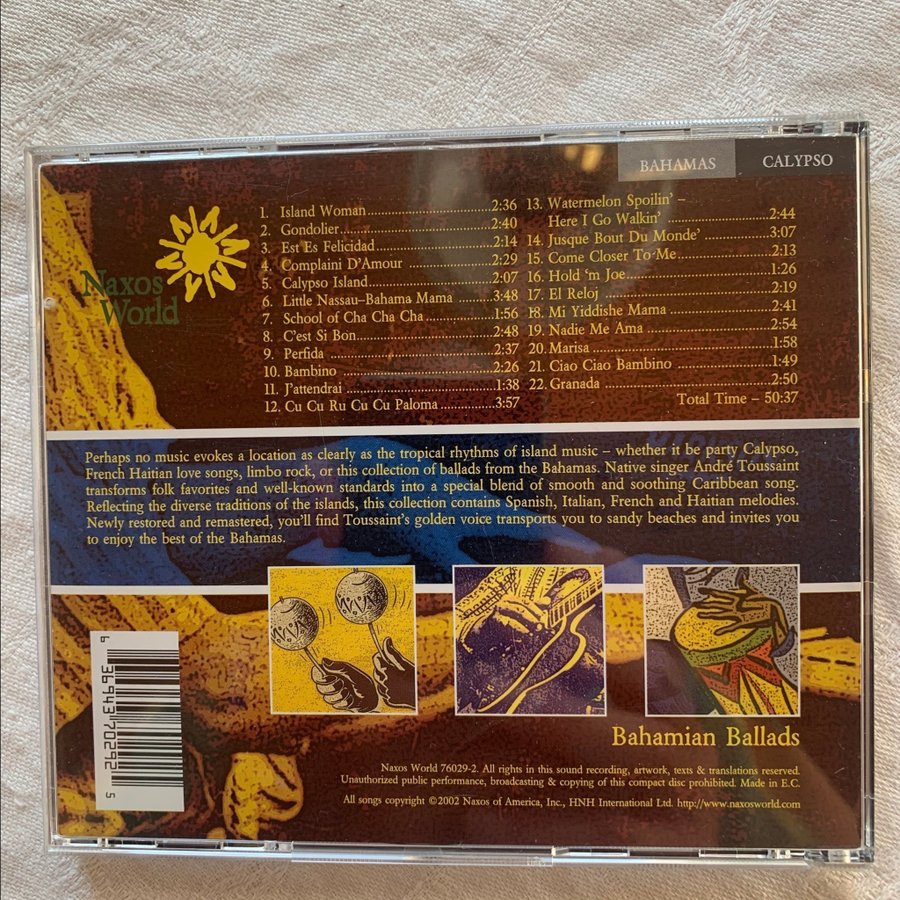 BAHAMAS CALYPSO
Naxos
World
1. Island Woman 2:36
2. Gondolier 2:40
3. Est Es Felicidad 2:14
4. Complaini D'Amour 2:29
5. Calypso Island 2:07
6. Little Nassau–Bahama Mama 3:48
7. School of Cha Cha Cha 1:56
8. C'est Si Bon 2:48
9. Perfida 2:37
10. Bambino 2:26
11. J'attendrai 1:38
12. Cu Cu Ru Cu Cu Paloma 3:57
13. Watermelon Spoilin' –
Here I Go Walkin' 2:44
14. Jusque Bout Du Monde' 3:07
15. Come Closer To Me 2:13
16. Hold 'm Joe 1:26
17. El Reloj 2:19
18. Mi Yiddishe Mama 2:41
19. Nadie Me Ama 2:54
20. Marisa 1:58
21. Ciao Ciao Bambino 1:49
22. Granada 2:50
Total Time – 50:37
Perhaps no music evokes a location as clearly as the tropical rhythms of island music – whether it be party Calypso,
French Haitian love songs, limbo rock, or this collection of ballads from the Bahamas. Native singer André Toussaint
transforms folk favorites and well-known standards into a special blend of smooth and soothing Caribbean song.
Reflecting the diverse traditions of the islands, this collection contains Spanish, Italian, French and Haitian melodies.
Newly restored and remastered, you'll find Toussaint's golden voice transports you to sandy beaches and invites you
to enjoy the best of the Bahamas.
6 36943 70292 5
Bahamian Ballads
Naxos World 76029-2. All rights in this sound recording, artwork, texts & translations reserved.
Unauthorized public performance, broadcasting & copying of this compact disc prohibited. Made in E.C.
All songs copyright ©2002 Naxos of America, Inc., HNH International Ltd. http://www.naxosworld.com